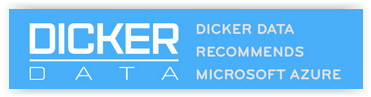 DICKER
DATA
DICKER DATA
RECOMMENDS
MICROSOFT AZURE